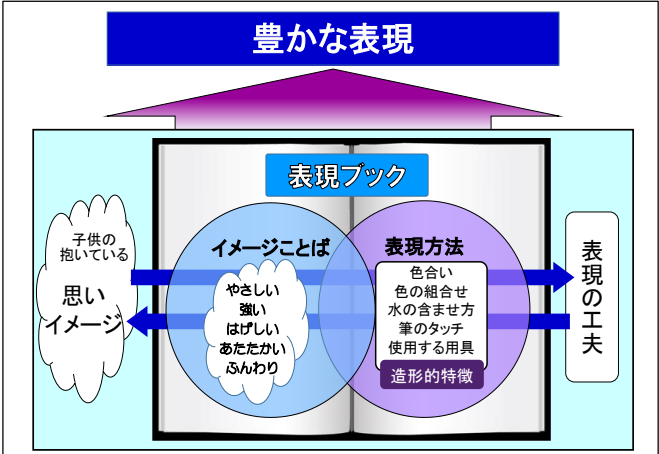 豊かな表現
表現ブック
子供の
抱いている
思い
イメージ
イメージことば
やさしい
強い
はげしい
あたたかい
ふんわり
表現方法
色合い
色の組合せ
水の含ませ方
筆のタッチ
使用する用具
造形的特徴
表現の工夫